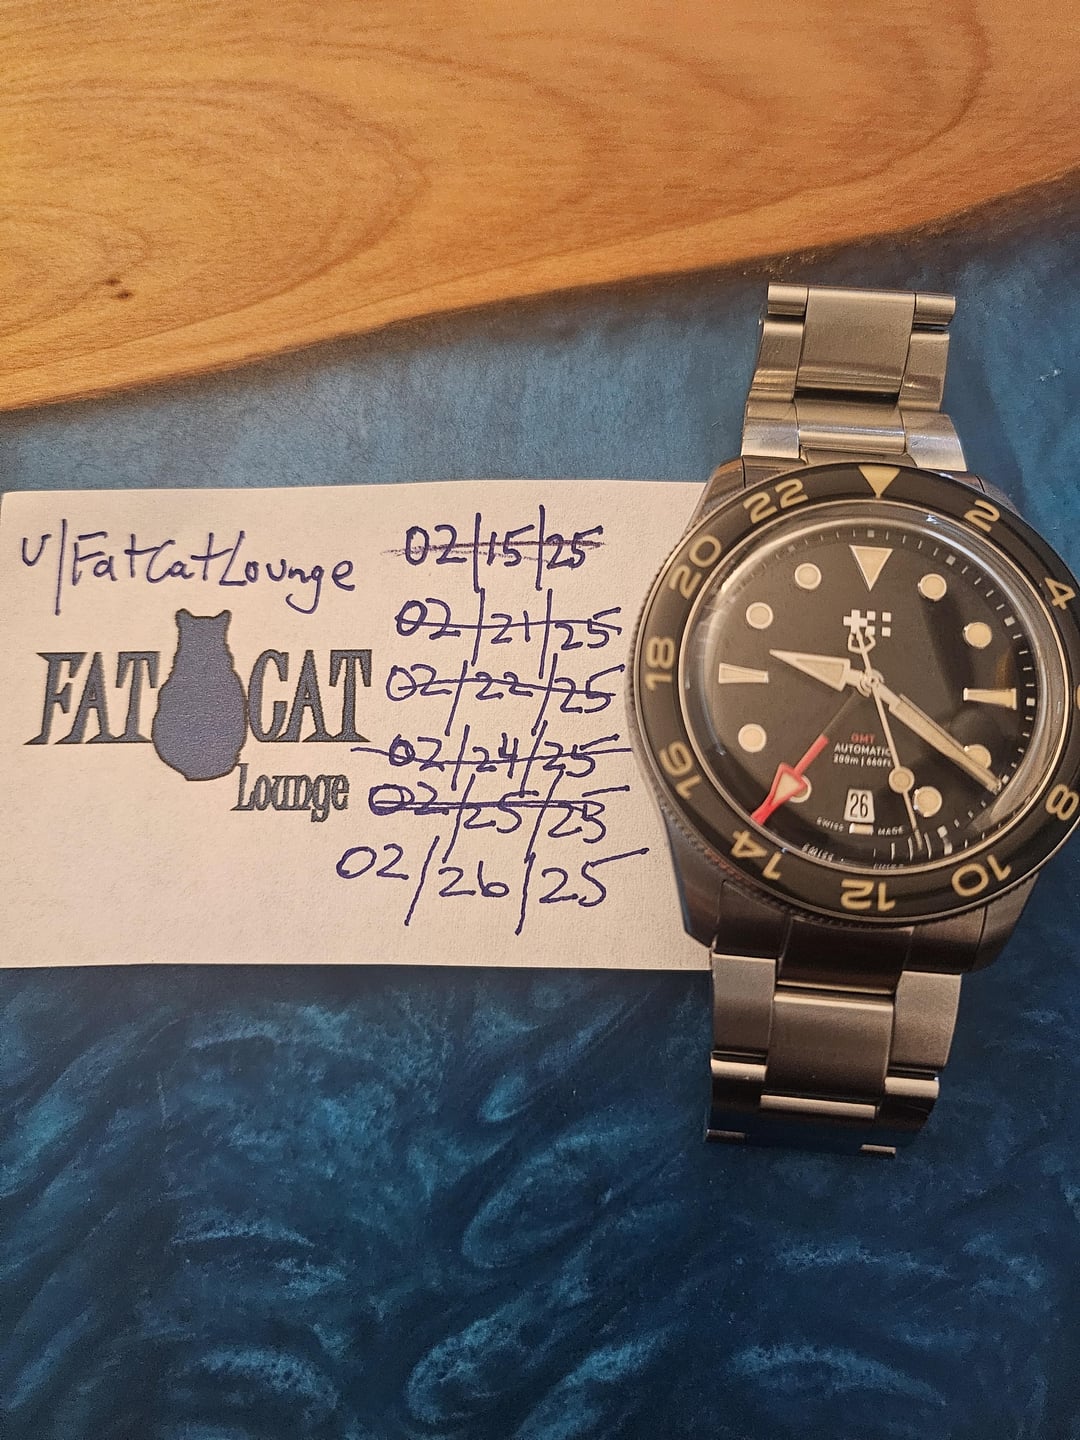 u/FatCatLounge
FAT CAT
Lounge
02/15/25
02/21/25
02/22/25
02/24/25
02/25/25
02/26/25
2
4
8
10
12
14
16
18
20
22
GMT
AUTOMATIC
200m | 660ft
26
SWISS MADE
SWISS